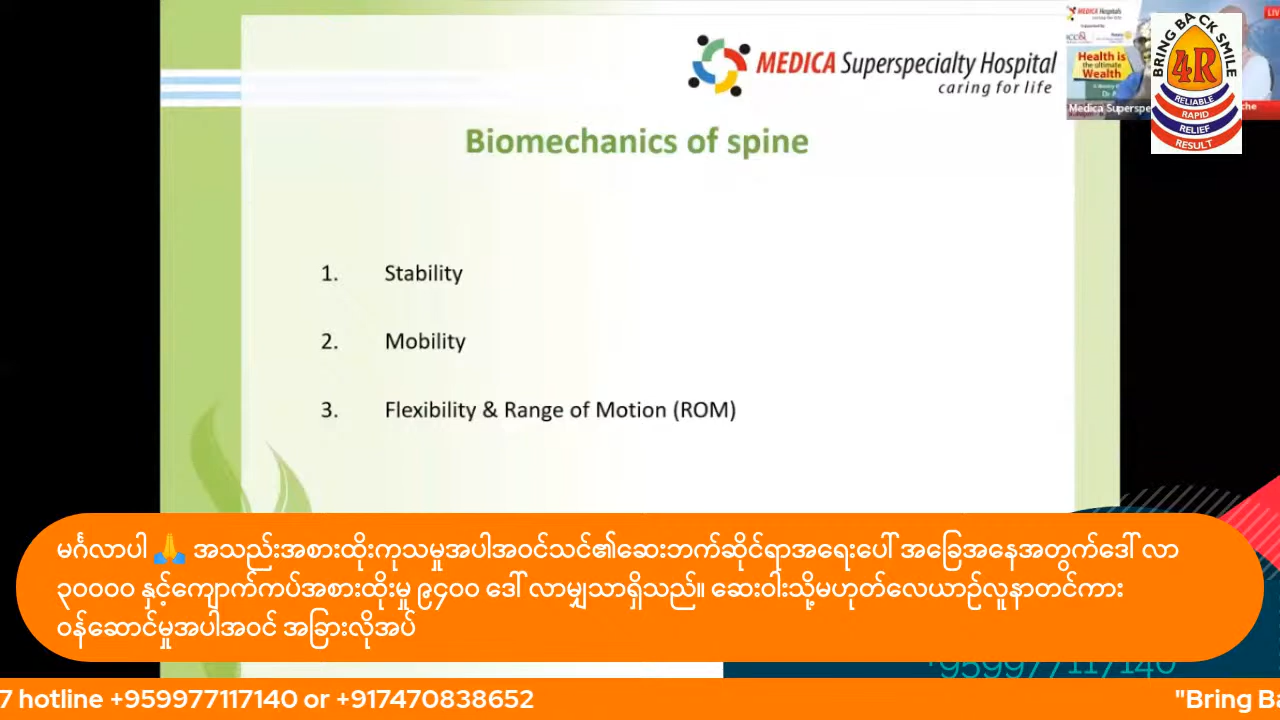 MEDICA Superspecialty Hospital
caring for life
Biomechanics of spine
1. Stability
2. Mobility
3. Flexibility & Range of Motion (ROM)
MEDICA Hospitals
Health is
the ultimate
Wealth
Medica Superspe
BRING BACK SMILE
4R
RELIABLE
RAPID
RELIEF
RESULT
LIV
မင်္ဂလာပါ 🙏 အသည်းအစားထိုးကုသမှုအပါအဝင်သင်၏ဆေးဘက်ဆိုင်ရာအရေးပေါ် အခြေအနေအတွက်ဒေါ် လာ
၃၀၀၀၀ နှင့်ကျောက်ကပ်အစားထိုးမှု ၉၄၀၀ ဒေါ် လာမျှသာရှိသည်။ ဆေးဝါးသို့မဟုတ်လေယာဉ်လူနာတင်ကား
ဝန်ဆောင်မှုအပါအဝင် အခြားလိုအပ်
+959977117140
7 hotline +959977117140 or +917470838652
"Bring Ba